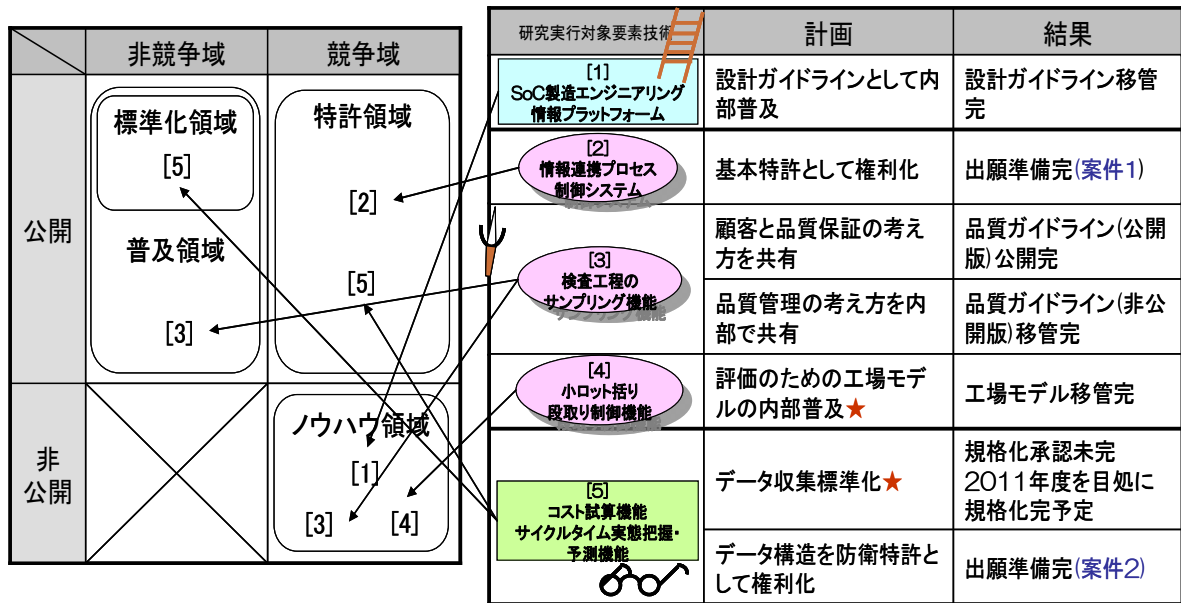 非競争域
競争域
公開
標準化領域
[5]
普及領域
[3]
特許領域
[2]
[5]
非
公開
ノウハウ領域
[1]
[3]
[4]
研究実行対象要素技術
計画
結果
[1]
SoC製造エンジニアリング
情報プラットフォーム
設計ガイドラインとして内
部普及
設計ガイドライン移管
完
[2]
情報連携プロセス
制御システム
基本特許として権利化
出願準備完(案件1)
[3]
検査工程の
サンプリング機能
顧客と品質保証の考え
方を共有
品質ガイドライン(公開
版)公開完
品質管理の考え方を内
部で共有
品質ガイドライン(非公
開版)移管完
[4]
小ロット括り
段取り制御機能
評価のための工場モデ
ルの内部普及★
工場モデル移管完
[5]
コスト試算機能
サイクルタイム実態把握・
予測機能
データ収集標準化★
規格化承認未完
2011年度を目処に
規格化完予定
データ構造を防衛特許と
して権利化
出願準備完(案件2)